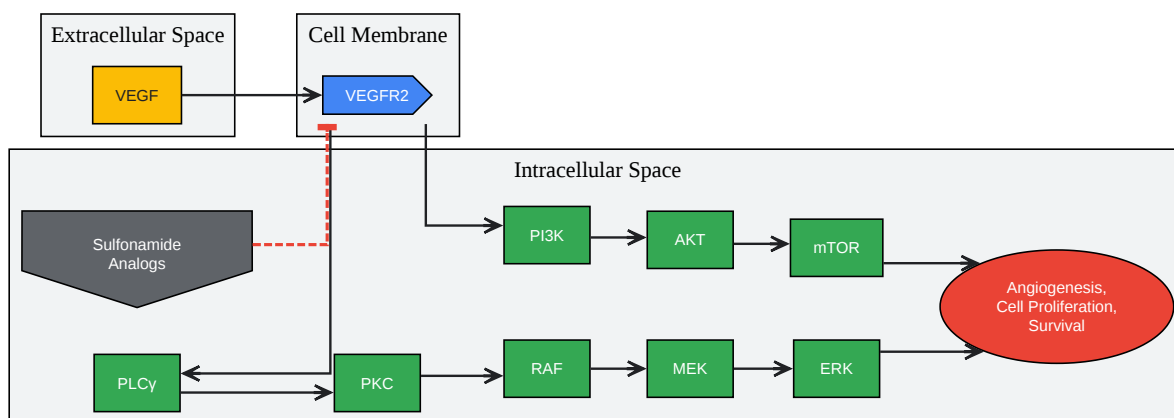 Extracellular Space
Cell Membrane
VEGF
VEGFR2
Intracellular Space
Sulfonamide
Analogs
PI3K
AKT
mTOR
Angiogenesis,
Cell Proliferation,
Survival
PLCγ
PKC
RAF
MEK
ERK